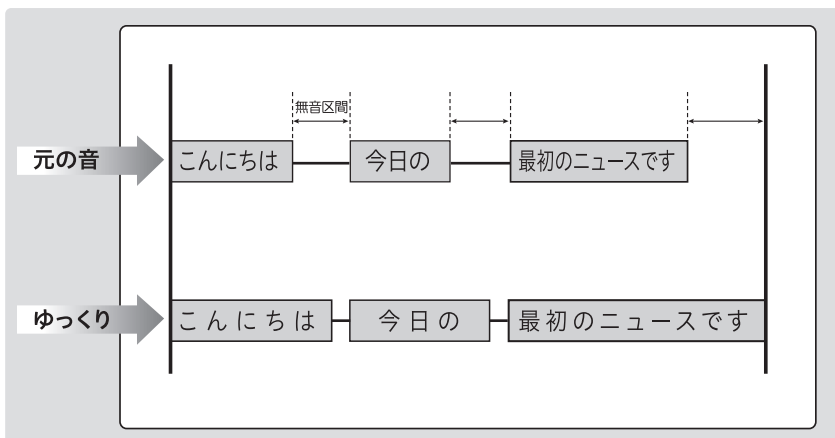 無音区間
元の音
こんにちは
今日の
最初のニュースです
ゆっくり
こんにちは
今日の
最初のニュースです